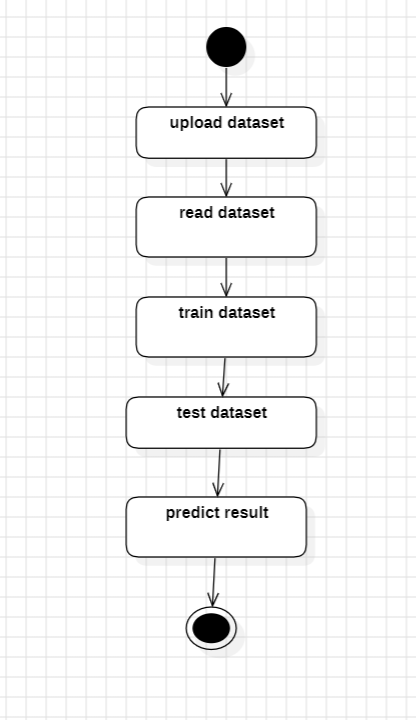 upload dataset
read dataset
train dataset
test dataset
predict result